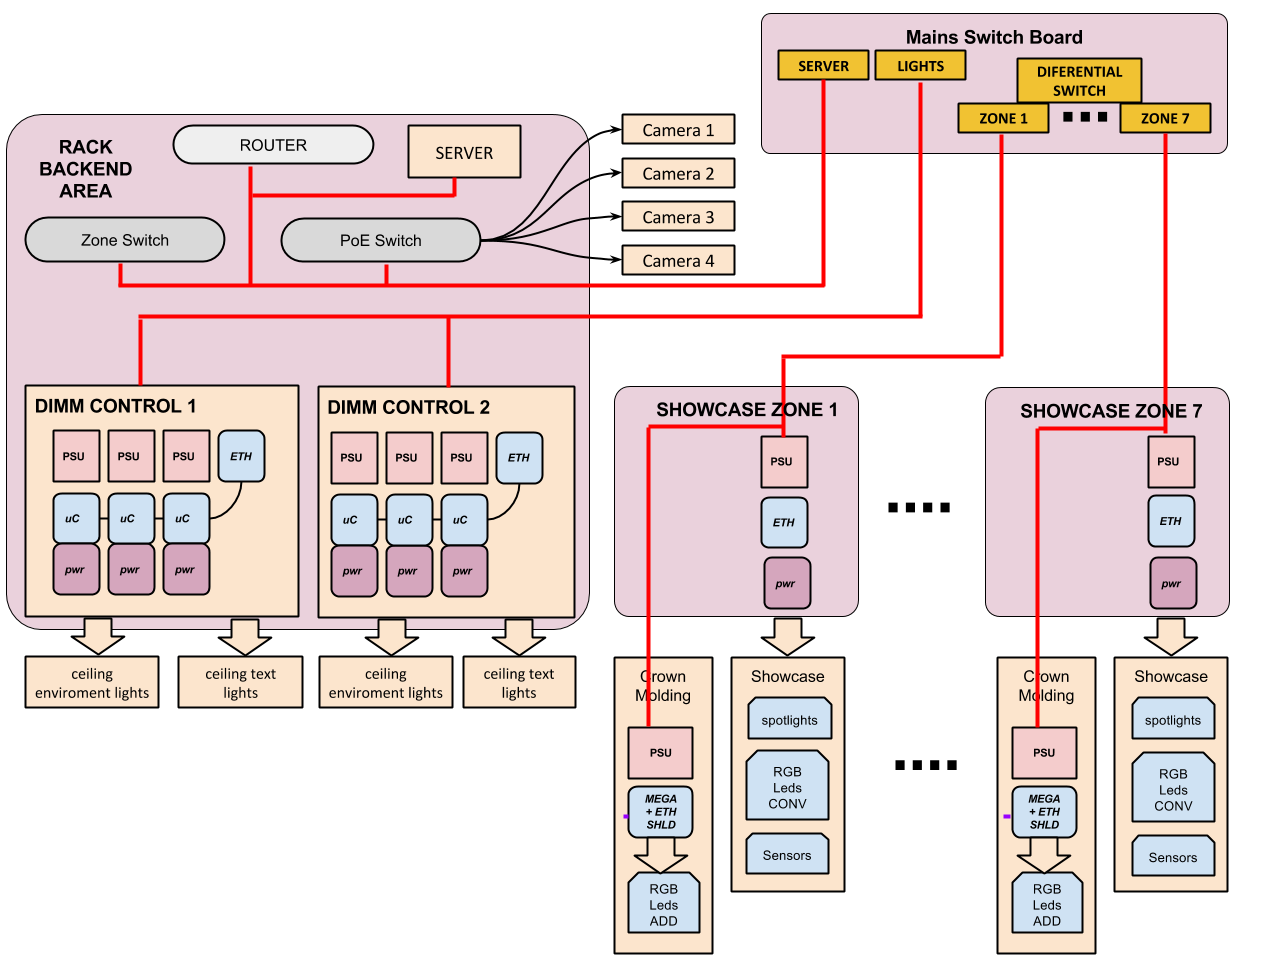 Mains Switch Board
SERVER
LIGHTS
DIFERENTIAL
SWITCH
ZONE 1
ZONE 7
RACK
BACKEND
AREA
ROUTER
SERVER
Zone Switch
PoE Switch
Camera 1
Camera 2
Camera 3
Camera 4
DIMM CONTROL 1
PSU
PSU
PSU
ETH
uC
uC
uC
pwr
pwr
pwr
DIMM CONTROL 2
PSU
PSU
PSU
ETH
uC
uC
uC
pwr
pwr
pwr
ceiling
enviroment lights
ceiling text
lights
ceiling
enviroment lights
ceiling text
lights
SHOWCASE ZONE 1
PSU
ETH
pwr
Crown
Molding
PSU
MEGA
+ ETH
SHLD
RGB
Leds
ADD
Showcase
spotlights
RGB
Leds
CONV
Sensors
SHOWCASE ZONE 7
PSU
ETH
pwr
Crown
Molding
PSU
MEGA
+ ETH
SHLD
RGB
Leds
ADD
Showcase
spotlights
RGB
Leds
CONV
Sensors